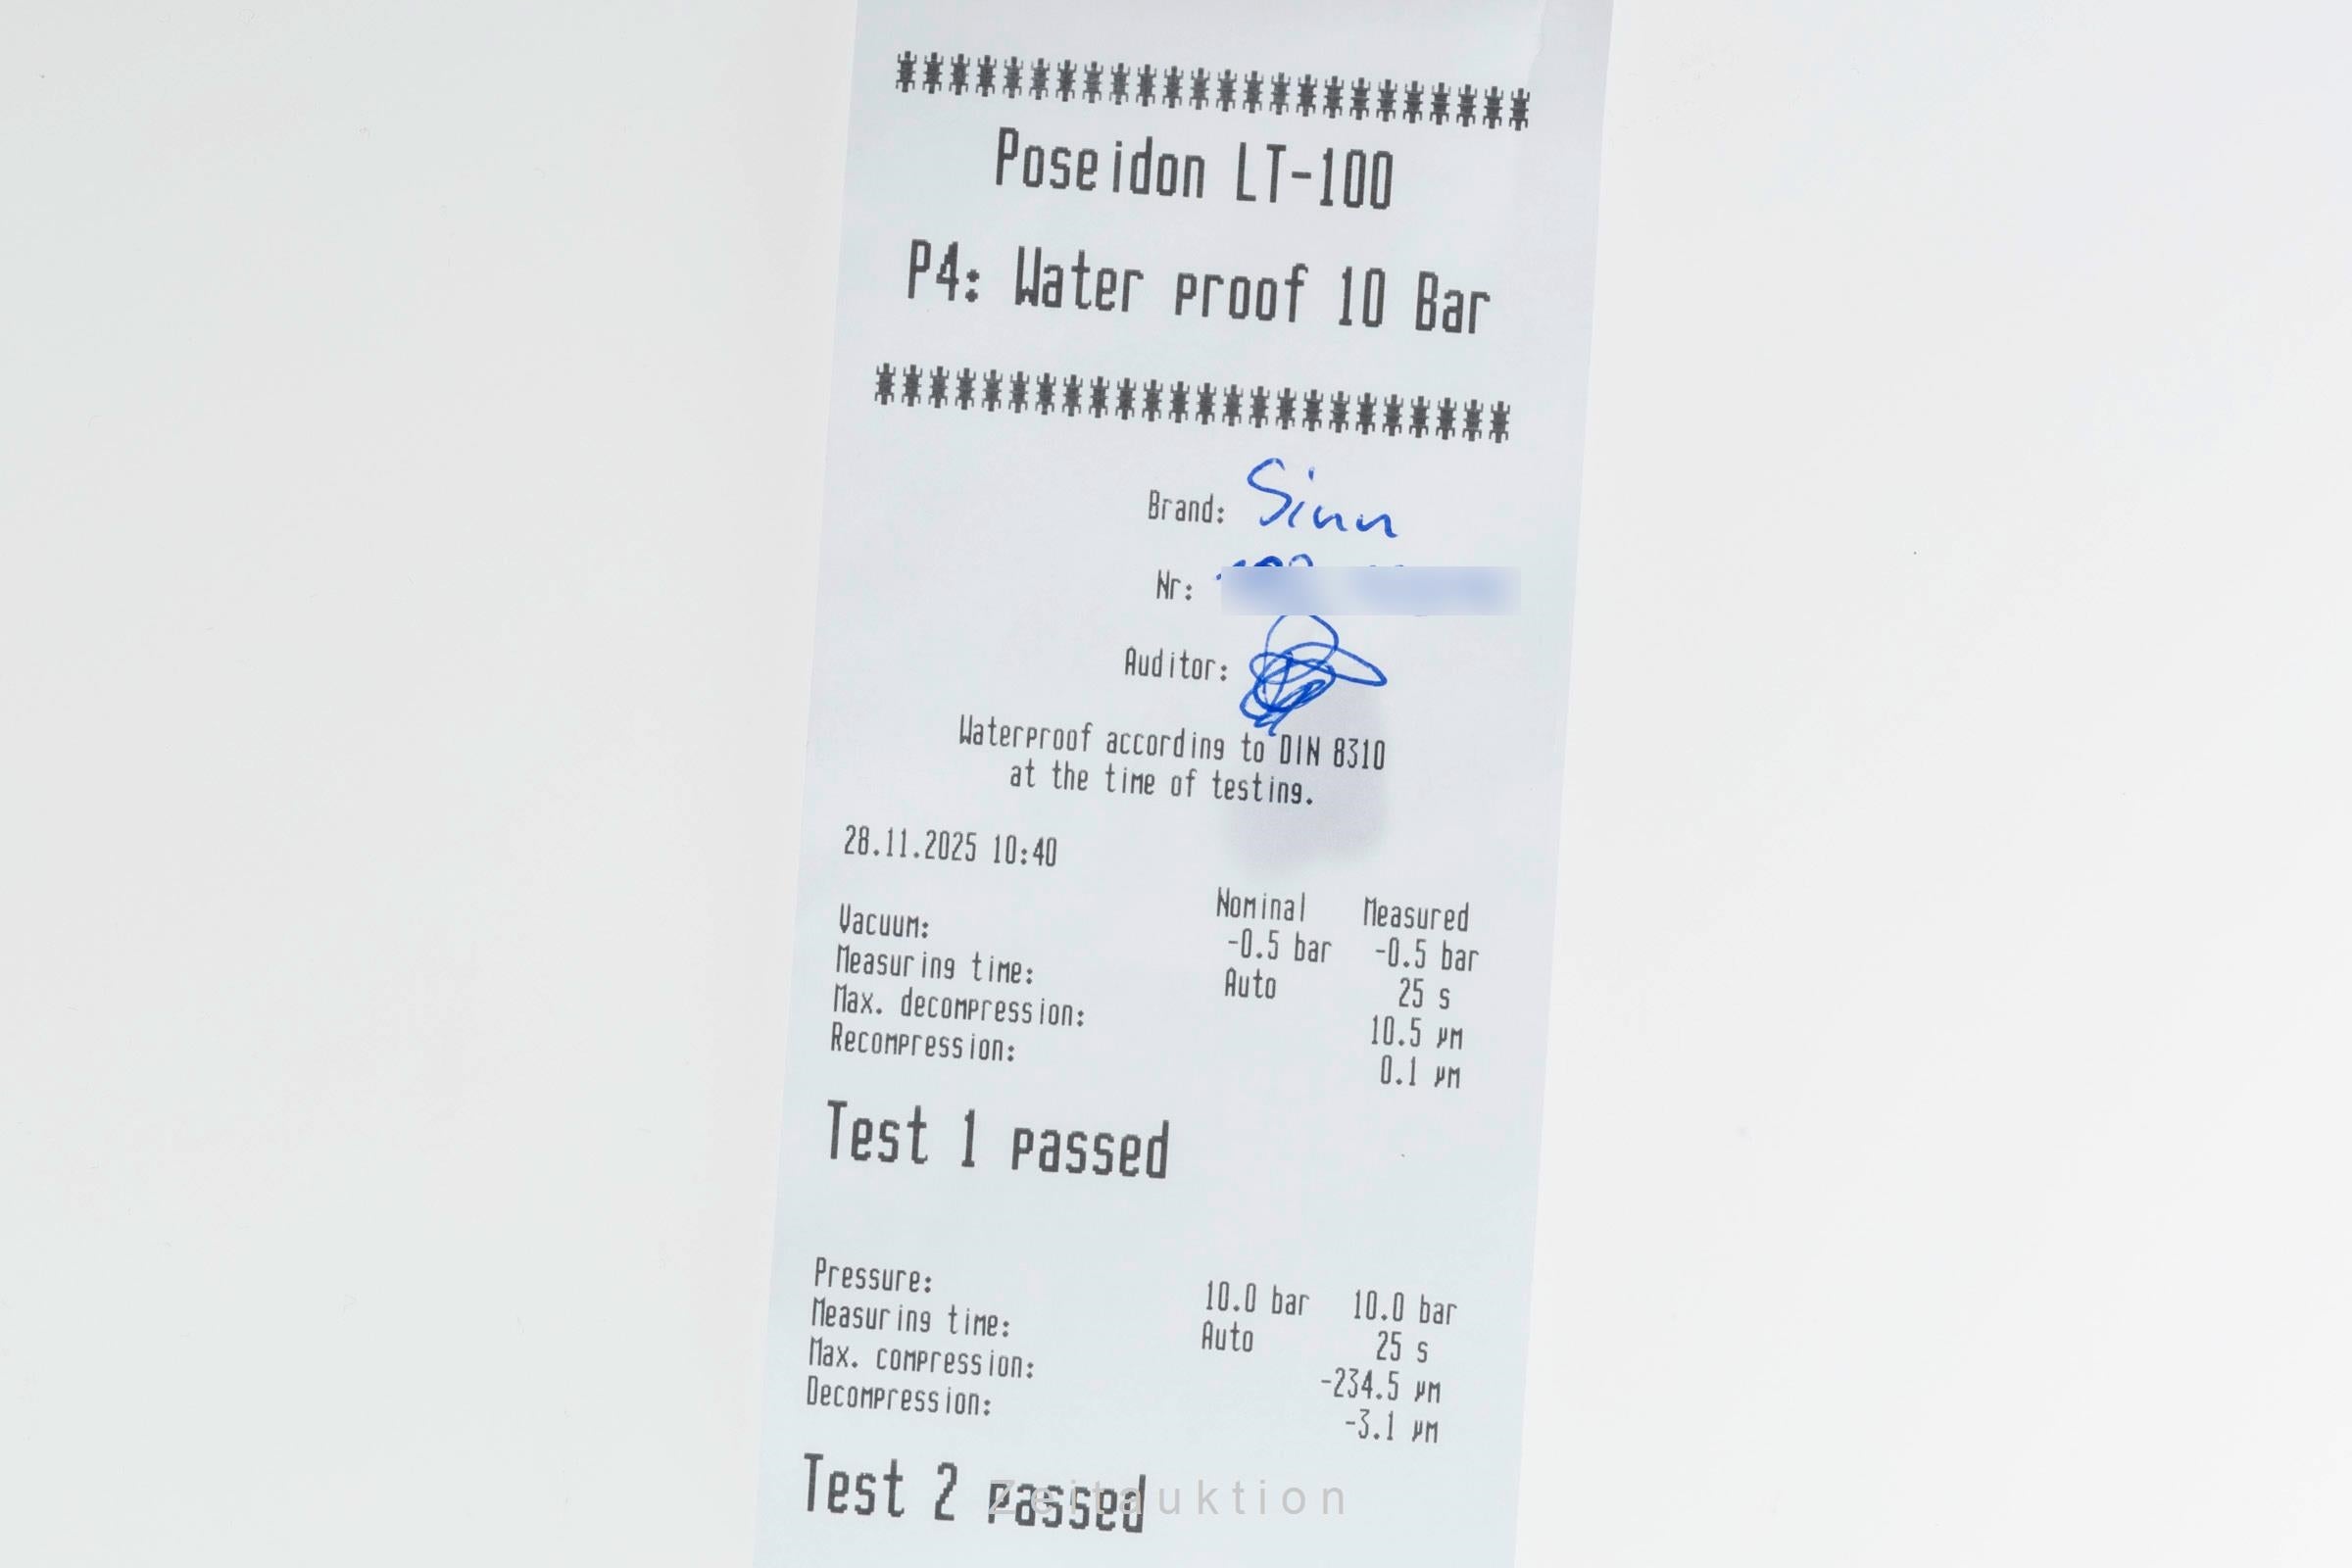 ************************
Poseidon LT-100
P4: Water proof 10 Bar
************************
Brand: Sinn
Nr:
Auditor:
Waterproof according to DIN 8310
at the time of testing.
28.11.2025 10:40
Nominal Measured
Vacuum: -0.5 bar -0.5 bar
Measuring time: Auto 25 s
Max. decompression: 10.5 µm
Recompression: 0.1 µm
Test 1 passed
Pressure: 10.0 bar 10.0 bar
Measuring time: Auto 25 s
Max. compression: -234.5 µm
Decompression: -3.1 µm
Test 2 passed
Zeitauktion